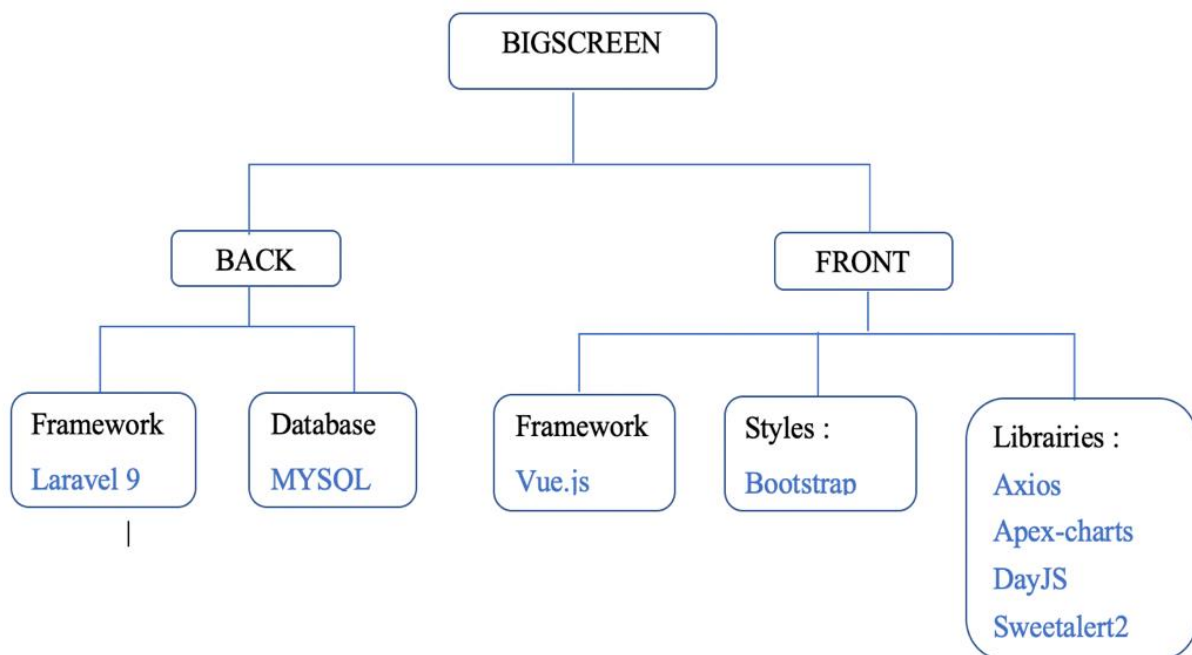 BIGSCREEN
BACK
FRONT
Framework
Laravel 9
Database
MYSQL
Framework
Vue.js
Styles :
Bootstrap
Librairies :
Axios
Apex-charts
DayJS
Sweetalert2